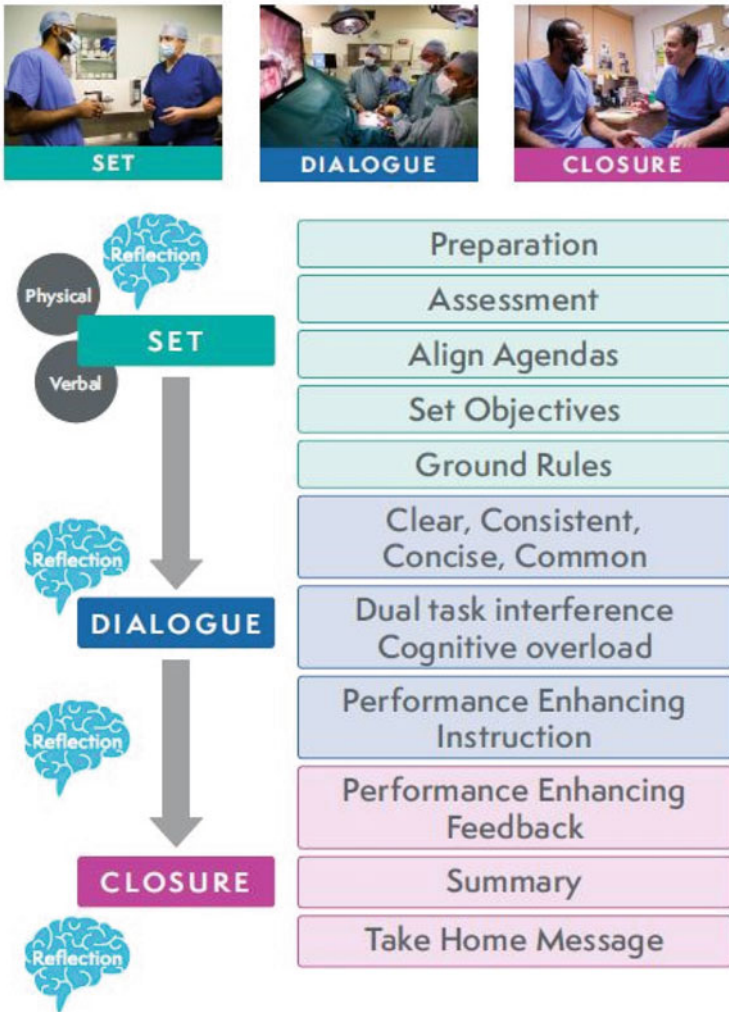 SET
DIALOGUE
CLOSURE
Reflection
Physical
SET
Verbal
Reflection
DIALOGUE
Reflection
CLOSURE
Reflection
Preparation
Assessment
Align Agendas
Set Objectives
Ground Rules
Clear, Consistent,
Concise, Common
Dual task interference
Cognitive overload
Performance Enhancing
Instruction
Performance Enhancing
Feedback
Summary
Take Home Message